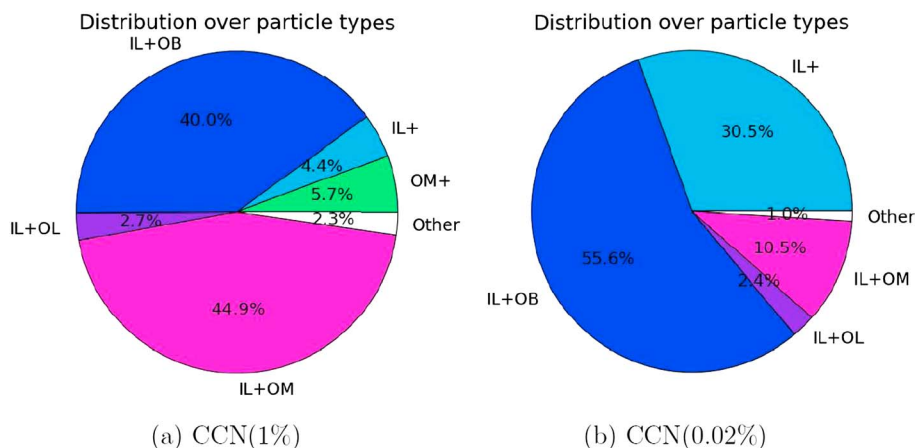 Distribution over particle types
IL+OB
40.0%
IL+
4.4%
OM+
5.7%
Other
2.3%
IL+OL
2.7%
44.9%
IL+OM
(a) CCN(1%)
Distribution over particle types
IL+
30.5%
Other
1.0%
10.5%
IL+OM
55.6%
2.4%
IL+OB
IL+OL
(b) CCN(0.02%)